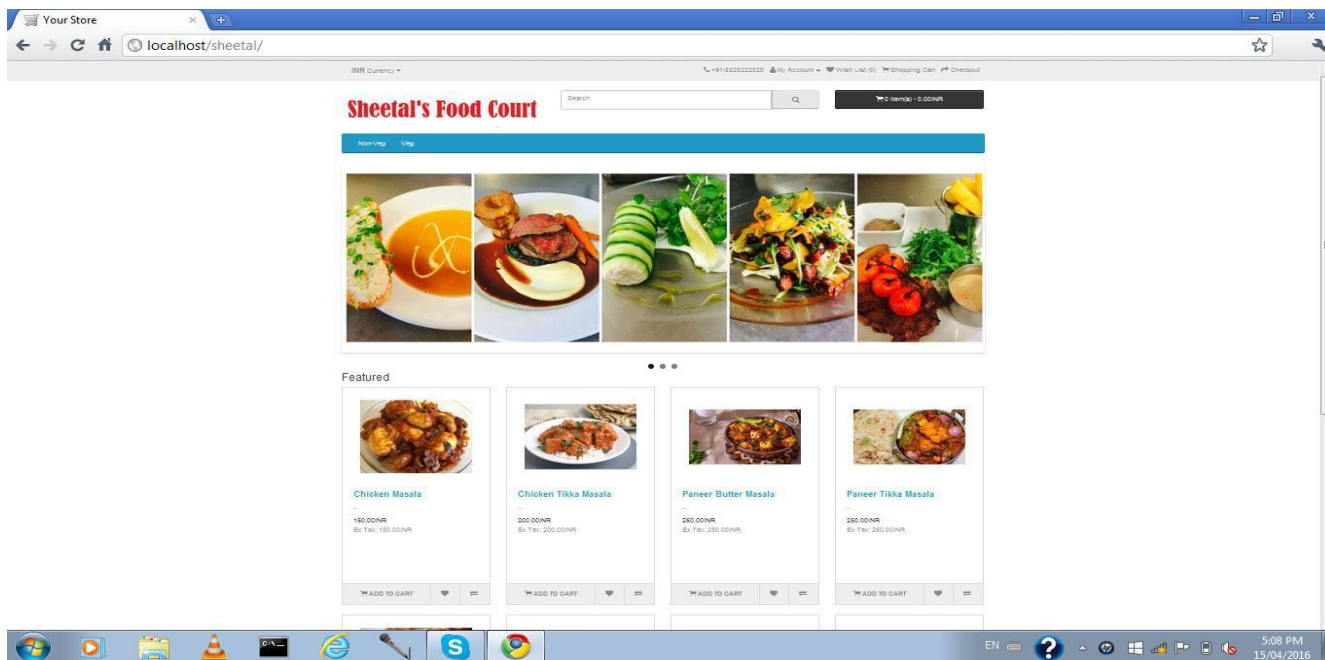 Your Store
localhost/sheetal/
INR Currency My Account Wish List (0) Shopping Cart Checkout
Sheetal's Food Court
Search
0 item(s) - 0.00INR
Non-Veg Veg
Featured
Chicken Masala Chicken Tikka Masala Paneer Butter Masala Paneer Tikka Masala
.. .. .. ..
150.00INR 200.00INR 250.00INR 250.00INR
Ex Tax: 150.00INR Ex Tax: 200.00INR Ex Tax: 250.00INR Ex Tax: 250.00INR
ADD TO CART ADD TO CART ADD TO CART ADD TO CART
C:\_
EN
5:08 PM
15/04/2016